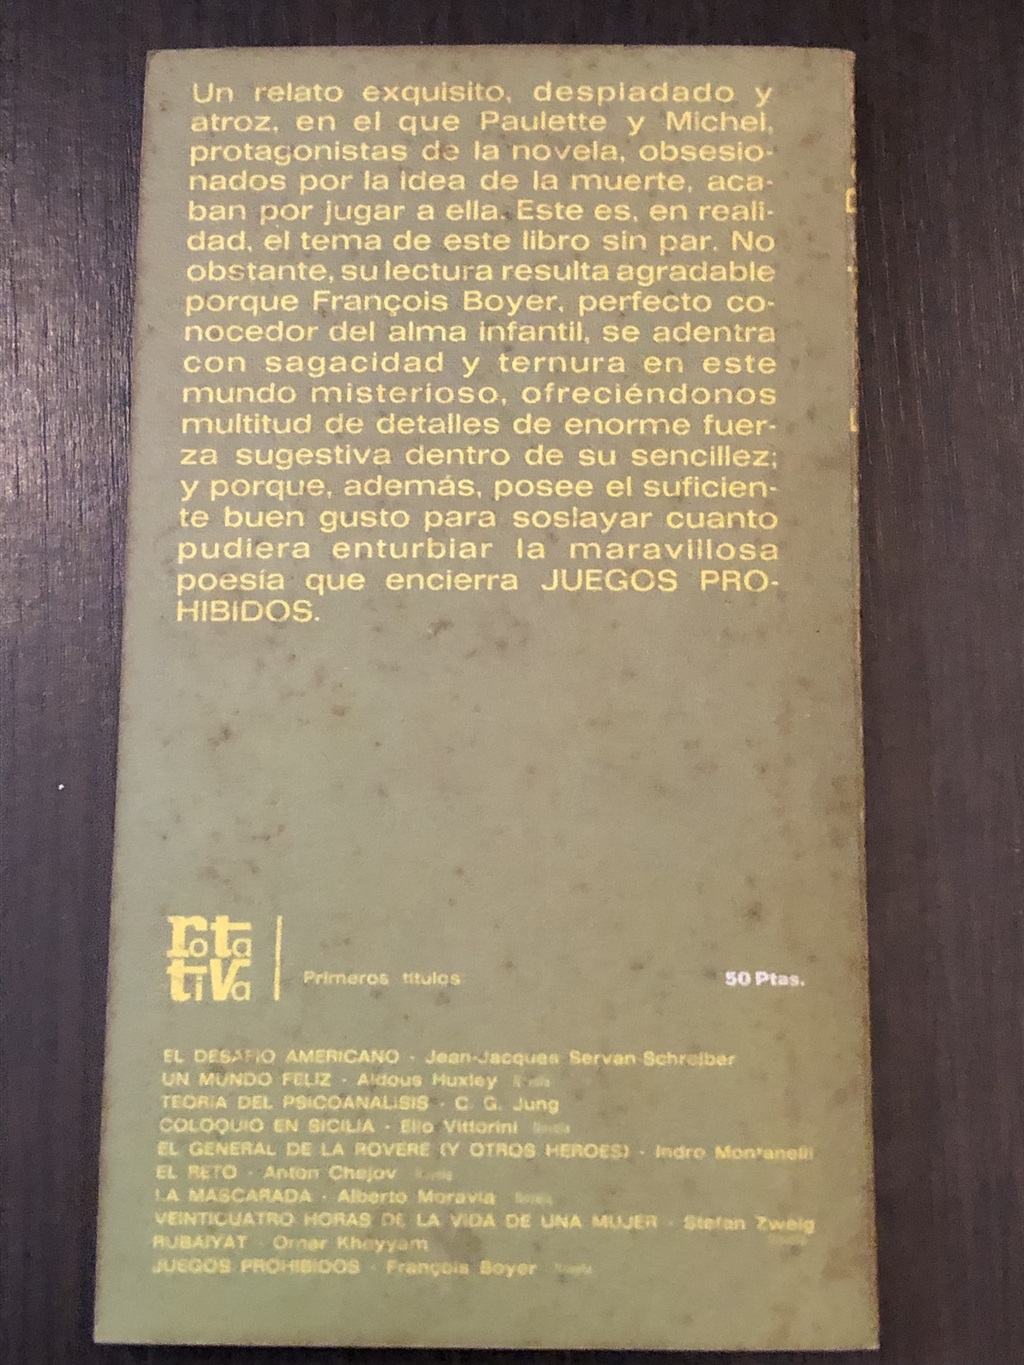 Un relato exquisito, despiadado y
atroz, en el que Paulette y Michel,
protagonistas de la novela, obsesio-
nados por la idea de la muerte, aca-
ban por jugar a ella. Este es, en reali-
dad, el tema de este libro sin par. No
obstante, su lectura resulta agradable
porque François Boyer, perfecto co-
nocedor del alma infantil, se adentra
con sagacidad y ternura en este
mundo misterioso, ofreciéndonos
multitud de detalles de enorme fuer-
za sugestiva dentro de su sencillez;
y porque, además, posee el suficien-
te buen gusto para soslayar cuanto
pudiera enturbiar la maravillosa
poesía que encierra JUEGOS PRO-
HIBIDOS.
rota
tiva
Primeros títulos
50 Ptas.
EL DESAFIO AMERICANO · Jean-Jacques Servan-Schreiber
UN MUNDO FELIZ · Aldous Huxley
TEORIA DEL PSICOANALISIS · C. G. Jung
COLOQUIO EN SICILIA · Elio Vittorini
EL GENERAL DE LA ROVERE (Y OTROS HEROES) · Indro Montanelli
EL RETO · Anton Chejov
LA MASCARADA · Alberto Moravia
VEINTICUATRO HORAS DE LA VIDA DE UNA MUJER · Stefan Zweig
RUBAIYAT · Omar Khayyam
JUEGOS PROHIBIDOS · François Boyer